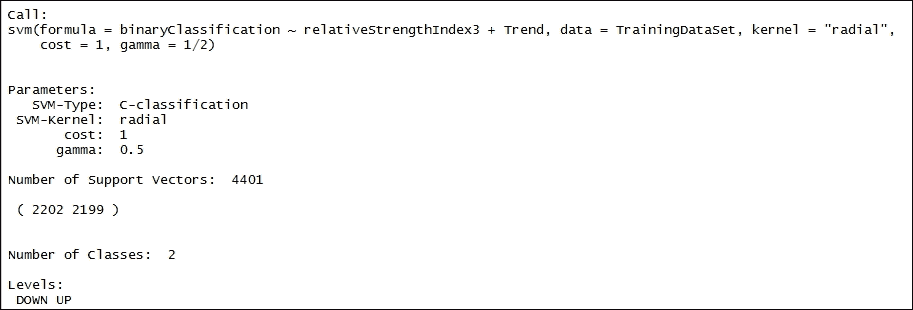 Call:
svm(formula = binaryClassification ~ relativeStrengthIndex3 + Trend, data = TrainingDataSet, kernel = "radial",
    cost = 1, gamma = 1/2)
Parameters:
   SVM-Type:  C-classification
 SVM-Kernel:  radial
       cost:  1
      gamma:  0.5
Number of Support Vectors:  4401
 ( 2202 2199 )
Number of Classes:  2
Levels:
 DOWN UP